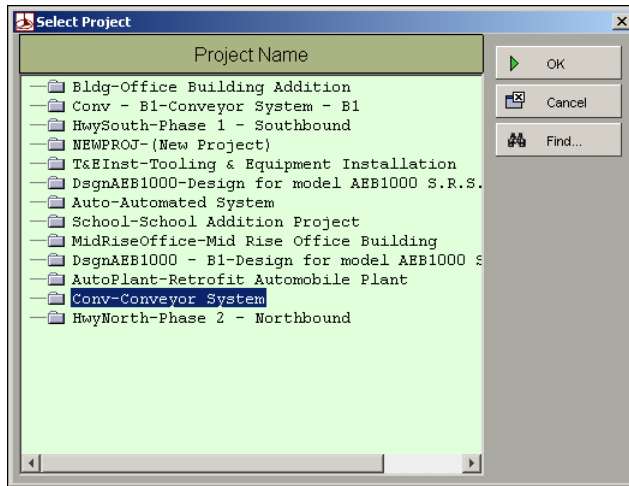 Select Project
Project Name
Bldg-Office Building Addition
Conv - B1-Conveyor System - B1
HwySouth-Phase 1 - Southbound
NEWPROJ-(New Project)
T&EInst-Tooling & Equipment Installation
DsgnAEB1000-Design for model AEB1000 S.R.S.
Auto-Automated System
School-School Addition Project
MidRiseOffice-Mid Rise Office Building
DsgnAEB1000 - B1-Design for model AEB1000 S
AutoPlant-Retrofit Automobile Plant
Conv-Conveyor System
HwyNorth-Phase 2 - Northbound
OK
Cancel
Find...